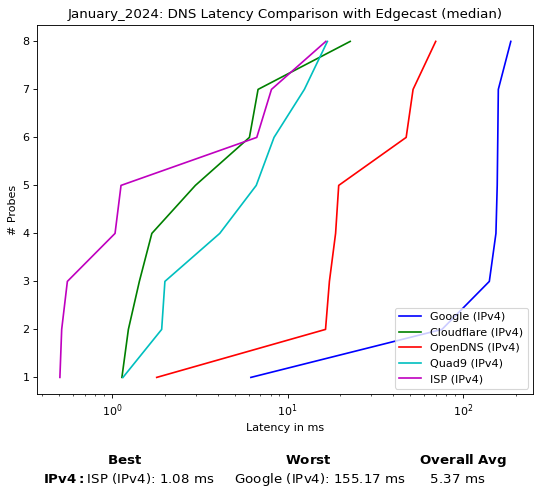 January_2024: DNS Latency Comparison with Edgecast (median)
8
7
6
5
4
3
2
1
# Probes
Google (IPv4)
Cloudflare (IPv4)
OpenDNS (IPv4)
Quad9 (IPv4)
ISP (IPv4)
10⁰ 10¹ 10²
Latency in ms
Best Worst Overall Avg
IPv4: ISP (IPv4): 1.08 ms Google (IPv4): 155.17 ms 5.37 ms